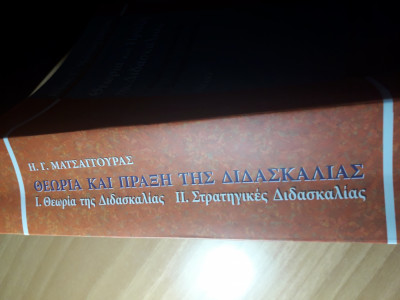 Η. Γ. ΜΑΤΣΑΓΓΟΥΡΑΣ
ΘΕΩΡΙΑ ΚΑΙ ΠΡΑΞΗ ΤΗΣ ΔΙΔΑΣΚΑΛΙΑΣ
Ι. Θεωρία της Διδασκαλίας ΙΙ. Στρατηγικές Διδασκαλίας